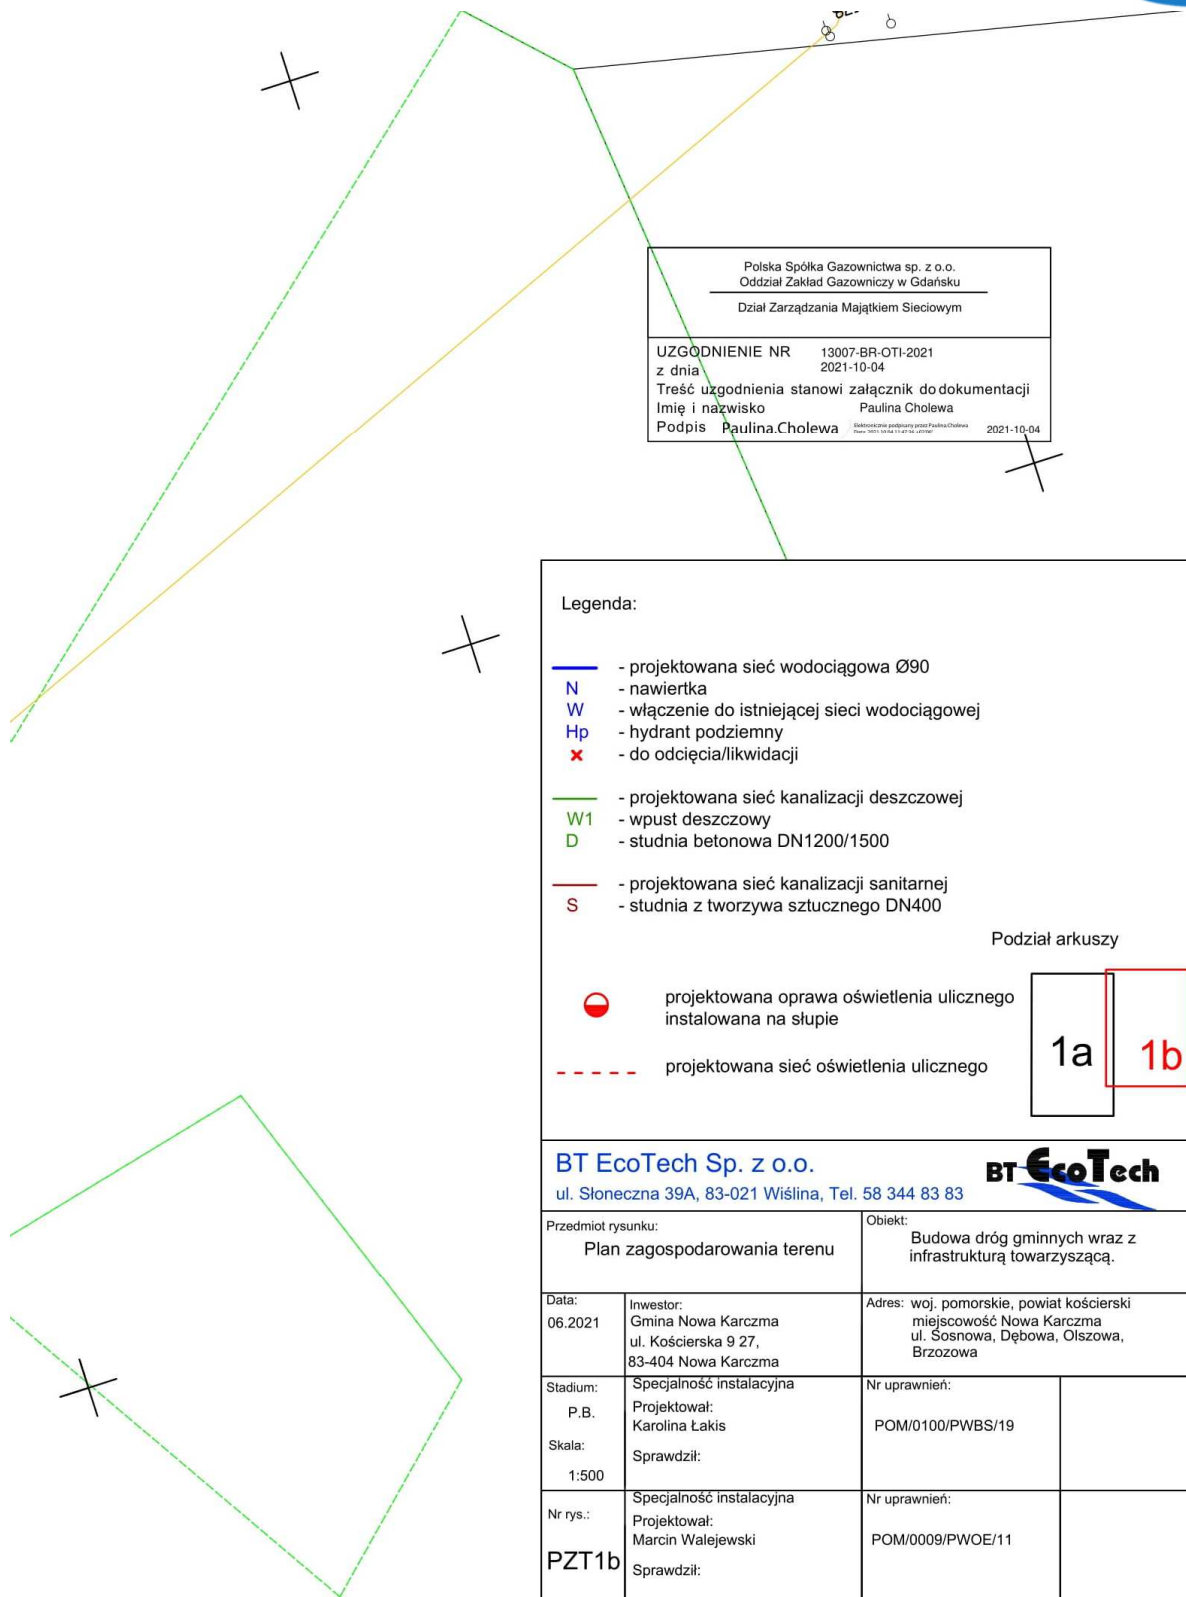 Polska Spółka Gazownictwa sp. z o.o.
Oddział Zakład Gazowniczy w Gdańsku
Dział Zarządzania Majątkiem Sieciowym
UZGODNIENIE NR 13007-BR-OTI-2021
z dnia 2021-10-04
Treść uzgodnienia stanowi załącznik do dokumentacji
Imię i nazwisko Paulina Cholewa
Podpis Paulina.Cholewa Elektronicznie podpisany przez Paulina.Cholewa 2021-10-04
Legenda:
- projektowana sieć wodociągowa Ø90
N - nawiertka
W - włączenie do istniejącej sieci wodociągowej
Hp - hydrant podziemny
x - do odcięcia/likwidacji
- projektowana sieć kanalizacji deszczowej
W1 - wpust deszczowy
D - studnia betonowa DN1200/1500
- projektowana sieć kanalizacji sanitarnej
S - studnia z tworzywa sztucznego DN400
Podział arkuszy
projektowana oprawa oświetlenia ulicznego
instalowana na słupie
projektowana sieć oświetlenia ulicznego
1a 1b
BT EcoTech Sp. z o.o.
ul. Słoneczna 39A, 83-021 Wiślina, Tel. 58 344 83 83
BT EcoTech
Przedmiot rysunku:
Plan zagospodarowania terenu
Obiekt:
Budowa dróg gminnych wraz z
infrastrukturą towarzyszącą.
Data:
06.2021
Inwestor:
Gmina Nowa Karczma
ul. Kościerska 9 27,
83-404 Nowa Karczma
Adres: woj. pomorskie, powiat kościerski
miejscowość Nowa Karczma
ul. Sosnowa, Dębowa, Olszowa,
Brzozowa
Stadium:
P.B.
Skala:
1:500
Specjalność instalacyjna
Projektował:
Karolina Łakis
Sprawdził:
Nr uprawnień:
POM/0100/PWBS/19
Nr rys.:
PZT1b
Specjalność instalacyjna
Projektował:
Marcin Walejewski
Sprawdził:
Nr uprawnień:
POM/0009/PWOE/11